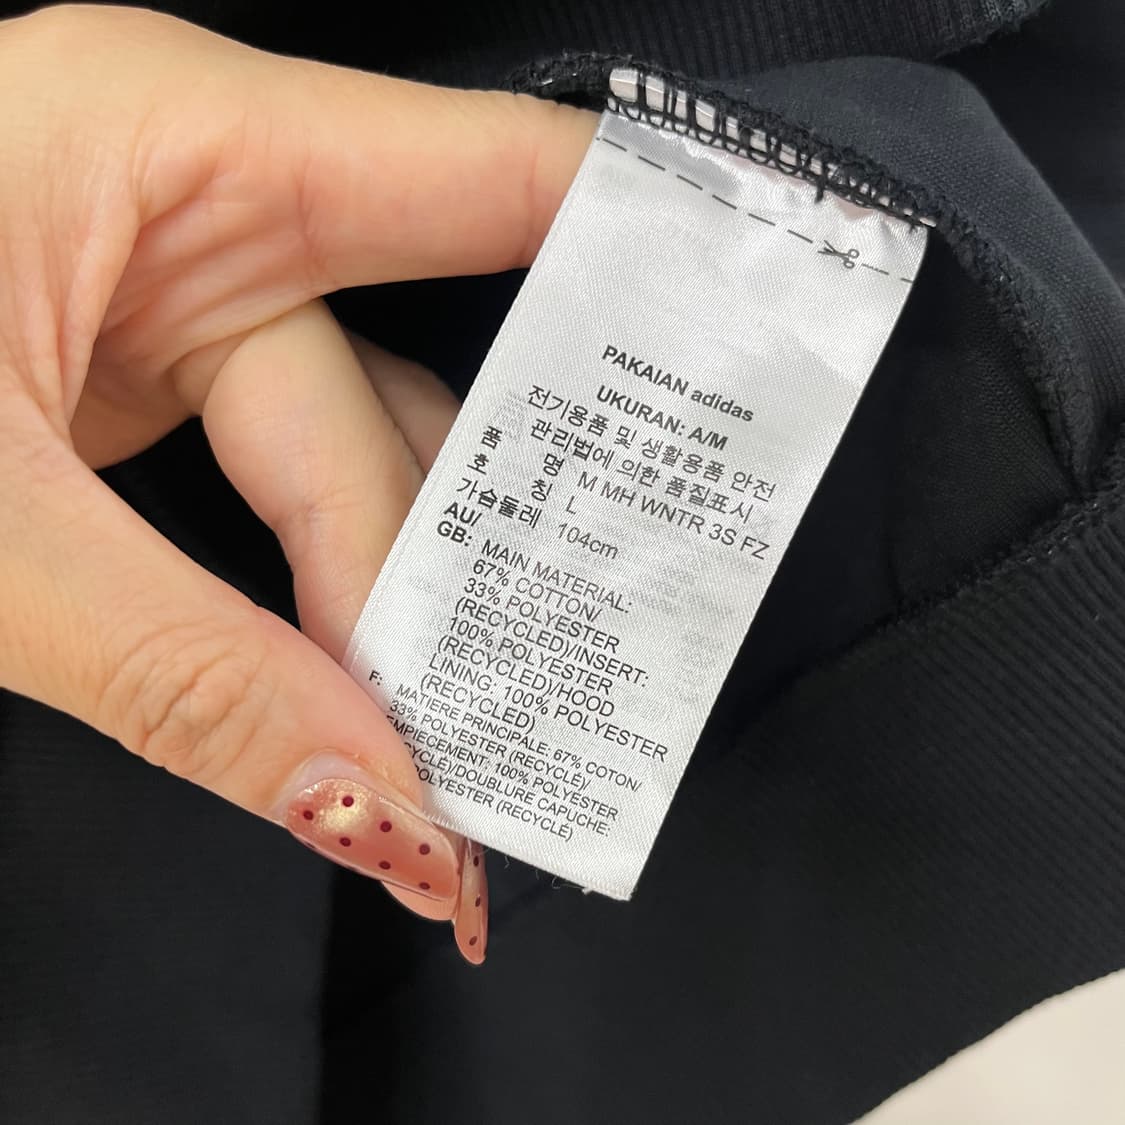 PAKAIAN adidas
UKURAN: A/M
전기용품 및 생활용품 안전
관리법에 의한 품질표시
품 명 M MH WNTR 3S FZ
호 칭 L
가슴둘레 104cm
AU/
GB: MAIN MATERIAL:
67% COTTON/
33% POLYESTER
(RECYCLED)/INSERT:
100% POLYESTER
(RECYCLED)/HOOD
LINING: 100% POLYESTER
(RECYCLED)
F: MATIERE PRINCIPALE: 67% COTON/
33% POLYESTER (RECYCLÉ)/
EMPIECEMENT: 100% POLYESTER
/DOUBLURE CAPUCHE:
POLYESTER (RECYCLÉ)